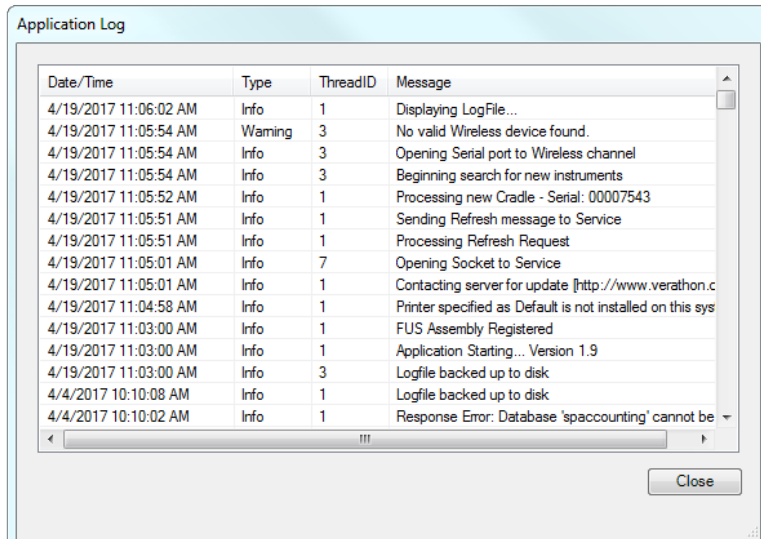 Application Log
Date/Time Type ThreadID Message
4/19/2017 11:06:02 AM Info 1 Displaying LogFile...
4/19/2017 11:05:54 AM Warning 3 No valid Wireless device found.
4/19/2017 11:05:54 AM Info 3 Opening Serial port to Wireless channel
4/19/2017 11:05:54 AM Info 3 Beginning search for new instruments
4/19/2017 11:05:52 AM Info 1 Processing new Cradle - Serial: 00007543
4/19/2017 11:05:51 AM Info 1 Sending Refresh message to Service
4/19/2017 11:05:51 AM Info 1 Processing Refresh Request
4/19/2017 11:05:01 AM Info 7 Opening Socket to Service
4/19/2017 11:05:01 AM Info 1 Contacting server for update [http://www.verathon.c
4/19/2017 11:04:58 AM Info 1 Printer specified as Default is not installed on this sys
4/19/2017 11:03:00 AM Info 1 FUS Assembly Registered
4/19/2017 11:03:00 AM Info 1 Application Starting... Version 1.9
4/19/2017 11:03:00 AM Info 3 Logfile backed up to disk
4/4/2017 10:10:08 AM Info 1 Logfile backed up to disk
4/4/2017 10:10:02 AM Info 1 Response Error: Database 'spaccounting' cannot be
Close